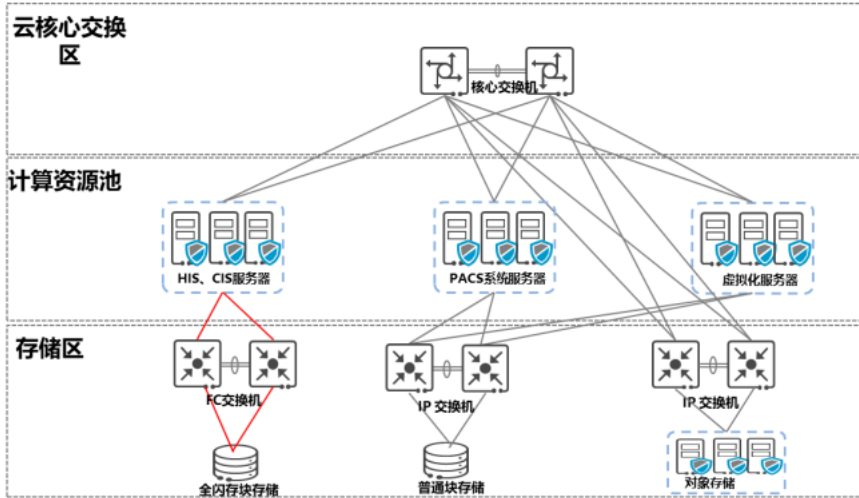 云核心交换
区
核心交换机
计算资源池
HIS、CIS服务器
PACS系统服务器
虚拟化服务器
存储区
FC交换机
IP 交换机
IP 交换机
全闪存块存储
普通块存储
对象存储